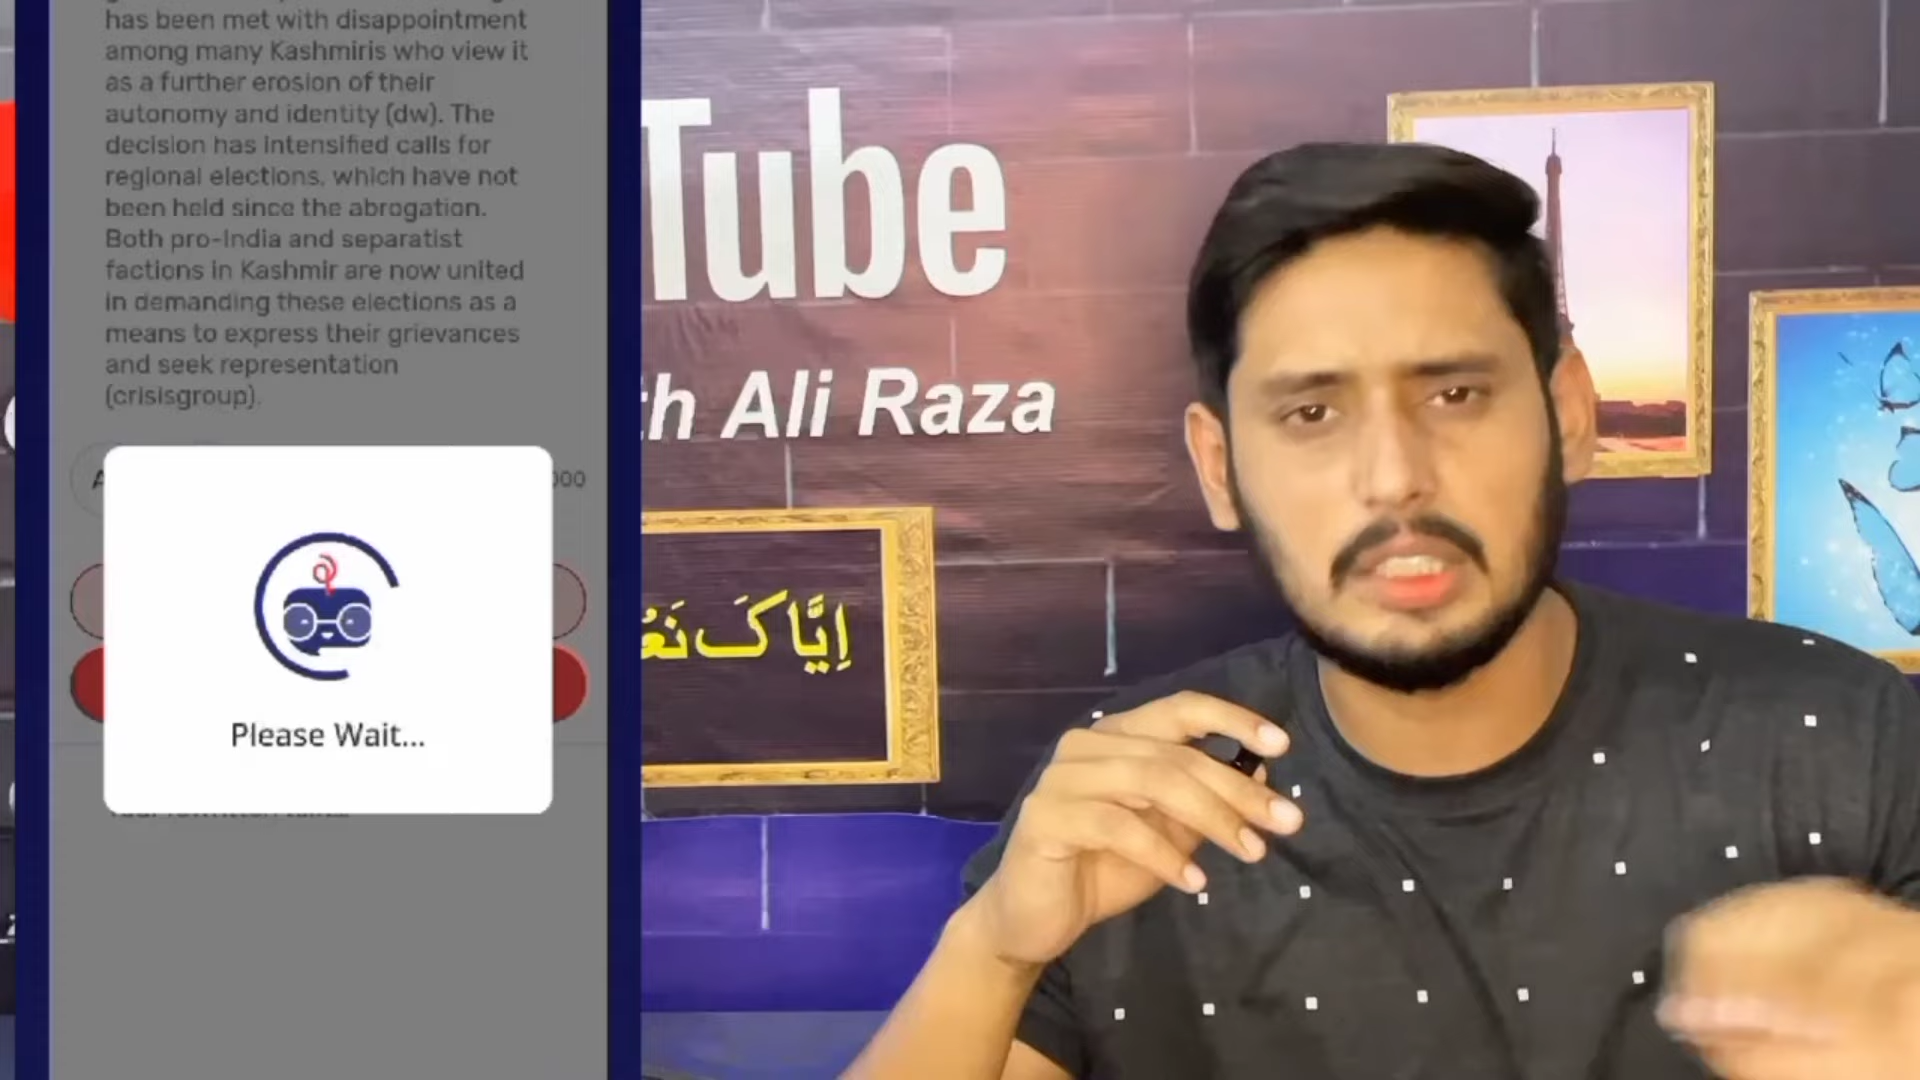 has been met with disappointment
among many Kashmiris who view it
as a further erosion of their
autonomy and identity (dw). The
decision has intensified calls for
regional elections, which have not
been held since the abrogation.
Both pro-India and separatist
factions in Kashmir are now united
in demanding these elections as a
means to express their grievances
and seek representation
(crisisgroup).
000
Please Wait...
Tube
th Ali Raza
اِیَّاکَ